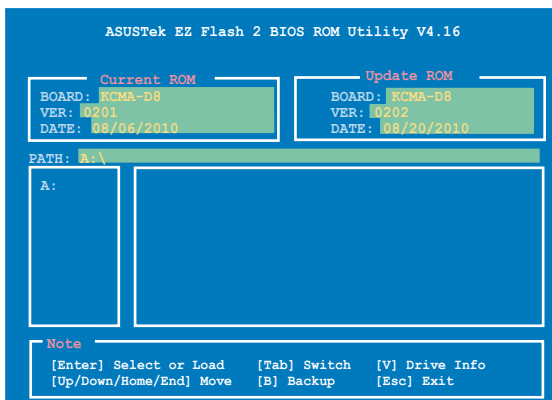 ASUSTek EZ Flash 2 BIOS ROM Utility V4.16
Current ROM
BOARD: KCMA-D8
VER: 0201
DATE: 08/06/2010
Update ROM
BOARD: KCMA-D8
VER: 0202
DATE: 08/20/2010
PATH: A:\
A:
Note
[Enter] Select or Load [Tab] Switch [V] Drive Info
[Up/Down/Home/End] Move [B] Backup [Esc] Exit